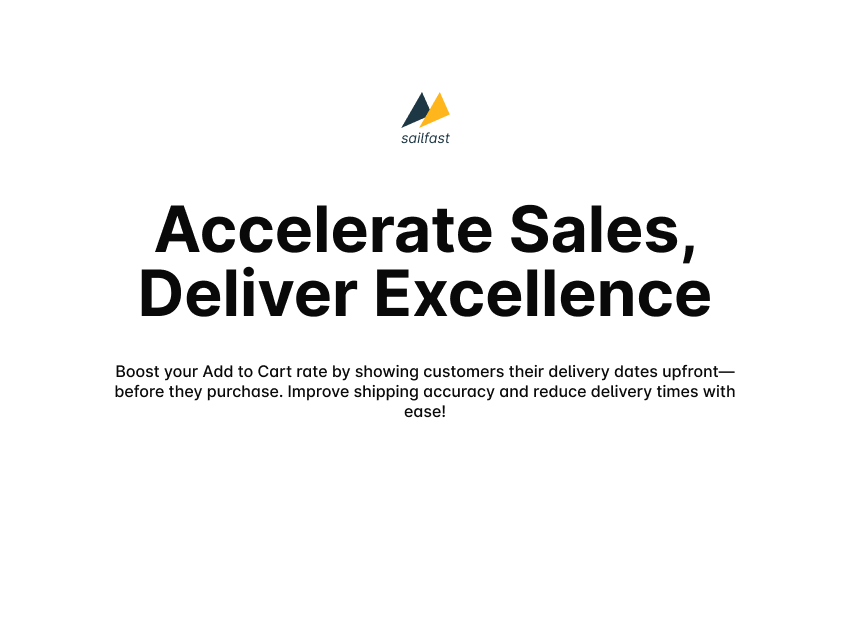 sailfast
Accelerate Sales,
Deliver Excellence
Boost your Add to Cart rate by showing customers their delivery dates upfront—
before they purchase. Improve shipping accuracy and reduce delivery times with
ease!